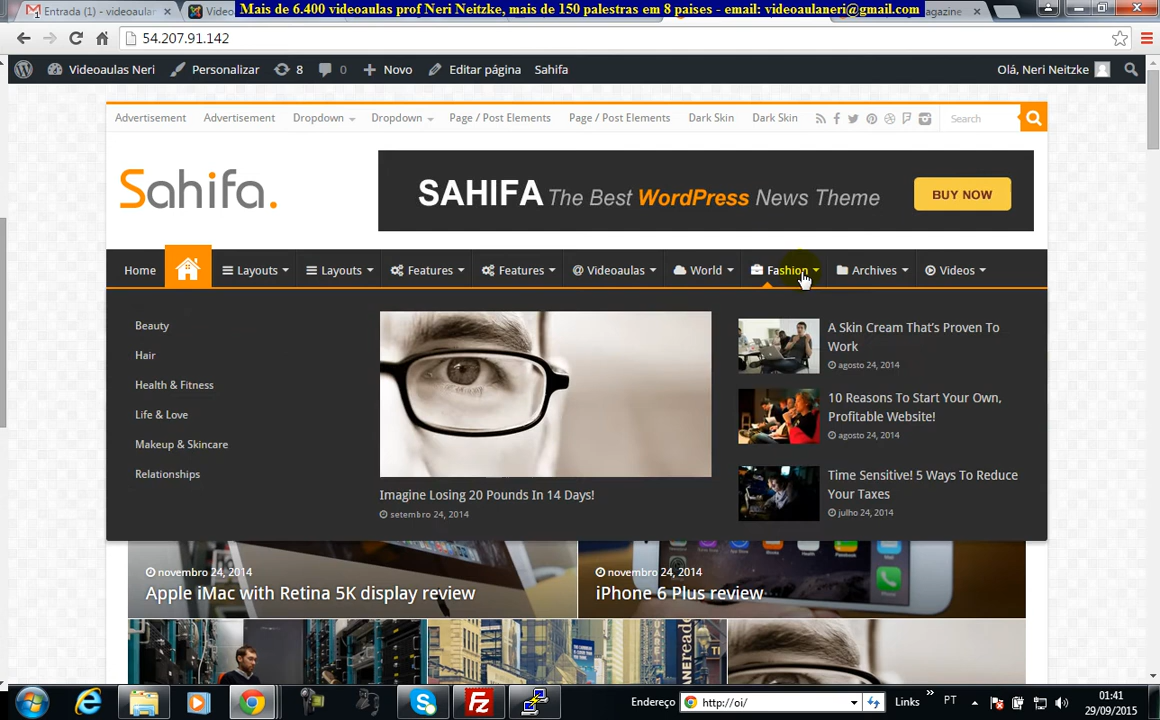 Entrada (1) - videoaula
Video
Mais de 6.400 videoaulas prof Neri Neitzke, mais de 150 palestras em 8 paises - email: videoaulaneri@gmail.com
agazine
54.207.91.142
Videoaulas Neri
Personalizar
8
0
Novo
Editar página
Sahifa
Olá, Neri Neitzke
Advertisement
Advertisement
Dropdown
Dropdown
Page / Post Elements
Page / Post Elements
Dark Skin
Dark Skin
Search
Sahifa.
SAHIFA The Best WordPress News Theme
BUY NOW
Home
Layouts
Layouts
Features
Features
Videoaulas
World
Fashion
Archives
Videos
Beauty
Hair
Health & Fitness
Life & Love
Makeup & Skincare
Relationships
Imagine Losing 20 Pounds In 14 Days!
setembro 24, 2014
A Skin Cream That's Proven To
Work
agosto 24, 2014
10 Reasons To Start Your Own,
Profitable Website!
agosto 24, 2014
Time Sensitive! 5 Ways To Reduce
Your Taxes
julho 24, 2014
novembro 24, 2014
Apple iMac with Retina 5K display review
novembro 24, 2014
iPhone 6 Plus review
Endereço
http://oi/
Links
PT
01:41
29/09/2015